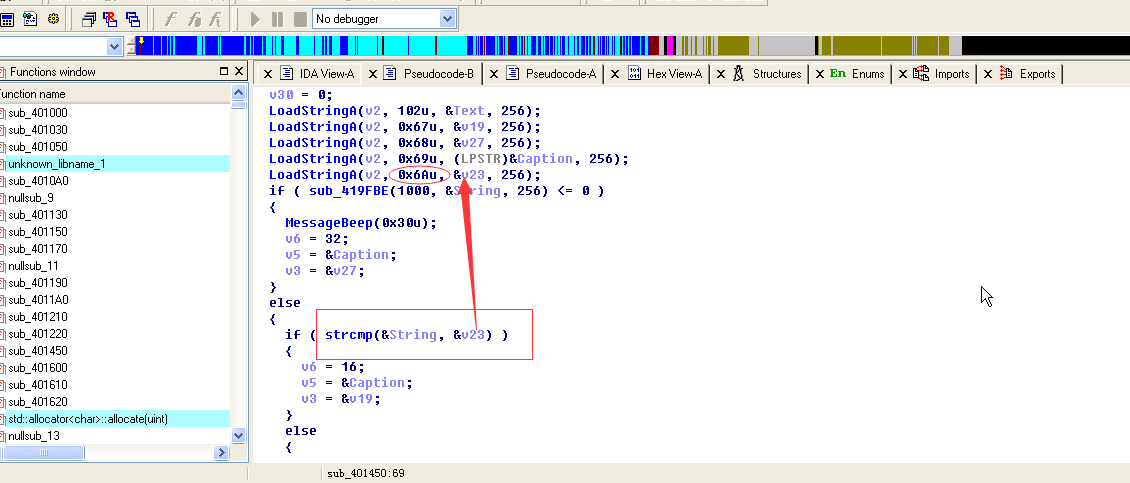 No debugger
Functions window
IDA View-A
Pseudocode-B
Pseudocode-A
Hex View-A
Structures
En Enums
Imports
Exports
unction name
sub_401000
sub_401030
sub_401050
unknown_libname_1
sub_4010A0
nullsub_9
sub_401130
sub_401150
sub_401170
nullsub_11
sub_401190
sub_4011A0
sub_401210
sub_401220
sub_401450
sub_401600
sub_401610
sub_401620
std::allocator<char>::allocate(uint)
nullsub_13
v30 = 0;
LoadStringA(v2, 102u, &Text, 256);
LoadStringA(v2, 0x67u, &v19, 256);
LoadStringA(v2, 0x68u, &v27, 256);
LoadStringA(v2, 0x69u, (LPSTR)&Caption, 256);
LoadStringA(v2, 0x6Au, &v23, 256);
if ( sub_419FBE(1000, &String, 256) <= 0 )
{
MessageBeep(0x30u);
v6 = 32;
v5 = &Caption;
v3 = &v27;
}
else
{
if ( strcmp(&String, &v23) )
{
v6 = 16;
v5 = &Caption;
v3 = &v19;
}
else
{
sub_401450:69